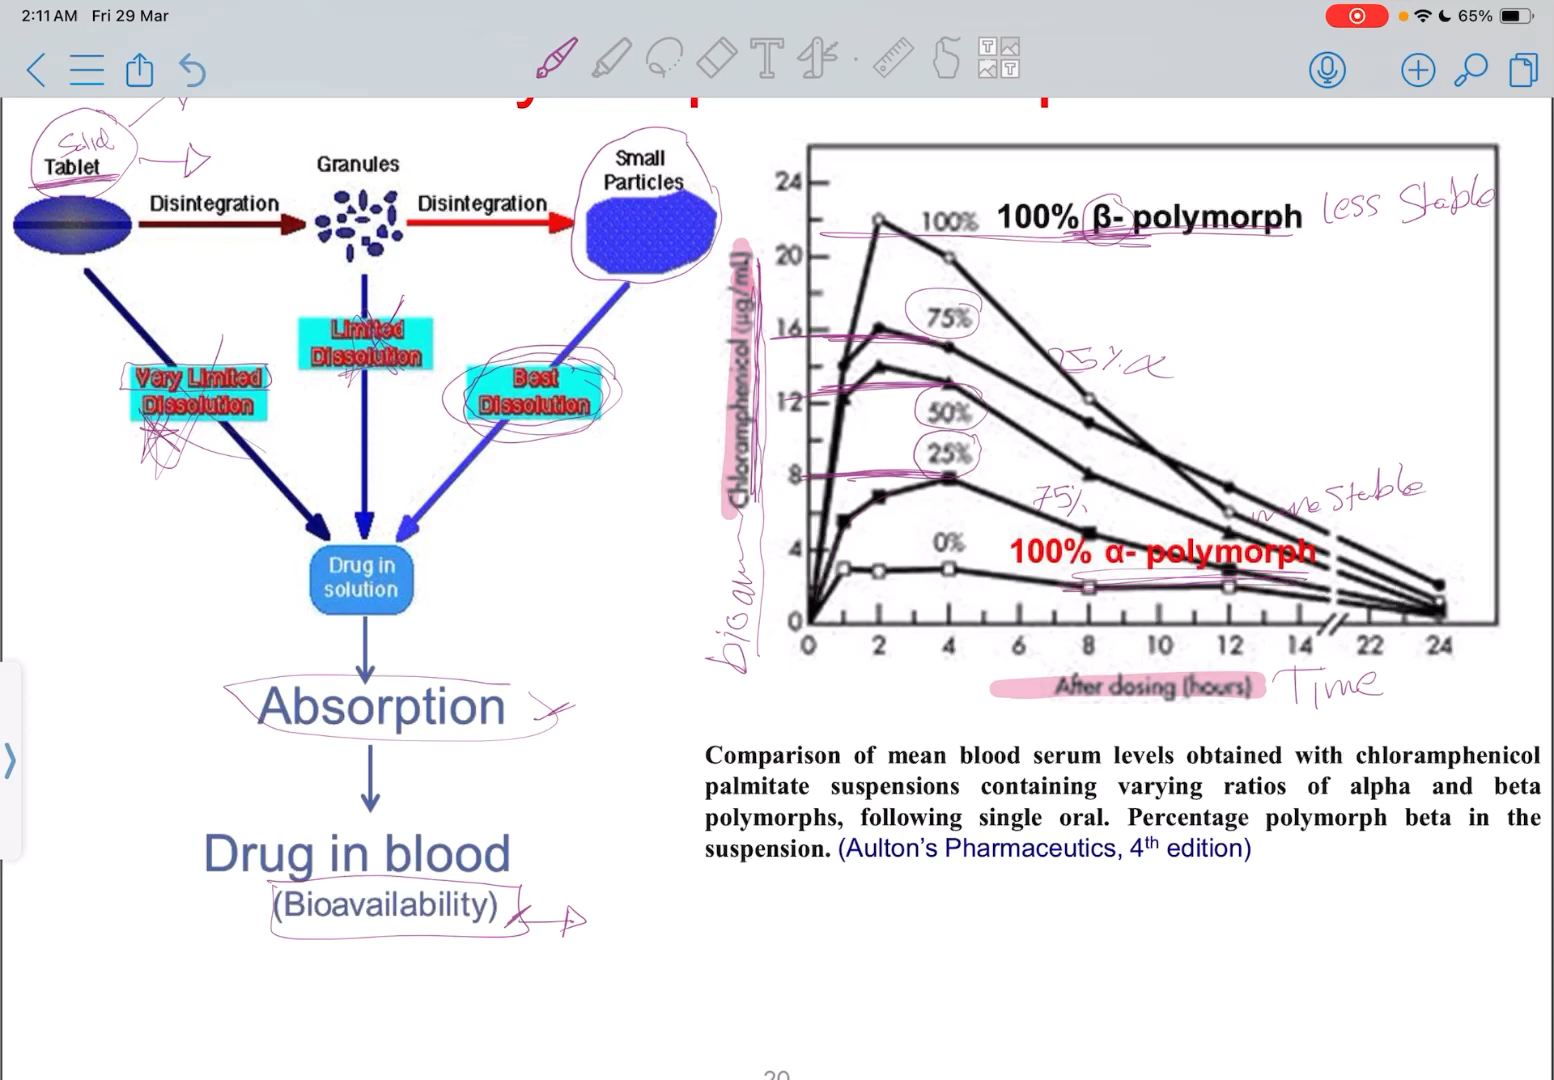 2:11 AM Fri 29 Mar
65%
Solid
Tablet
Granules
Small
Particles
Disintegration
Disintegration
Limited
Dissolution
Very Limited
Dissolution
Best
Dissolution
Drug in
solution
Absorption
Drug in blood
(Bioavailability)
Chloramphenicol (µg/mL)
24
20
16
12
8
4
0
100%
100% β- polymorph
Less Stable
75%
25% α
50%
25%
75%
more Stable
0%
100% α- polymorph
0 2 4 6 8 10 12 14 22 24
After dosing (hours)
Time
Comparison of mean blood serum levels obtained with chloramphenicol
palmitate suspensions containing varying ratios of alpha and beta
polymorphs, following single oral. Percentage polymorph beta in the
suspension. (Aulton’s Pharmaceutics, 4th edition)